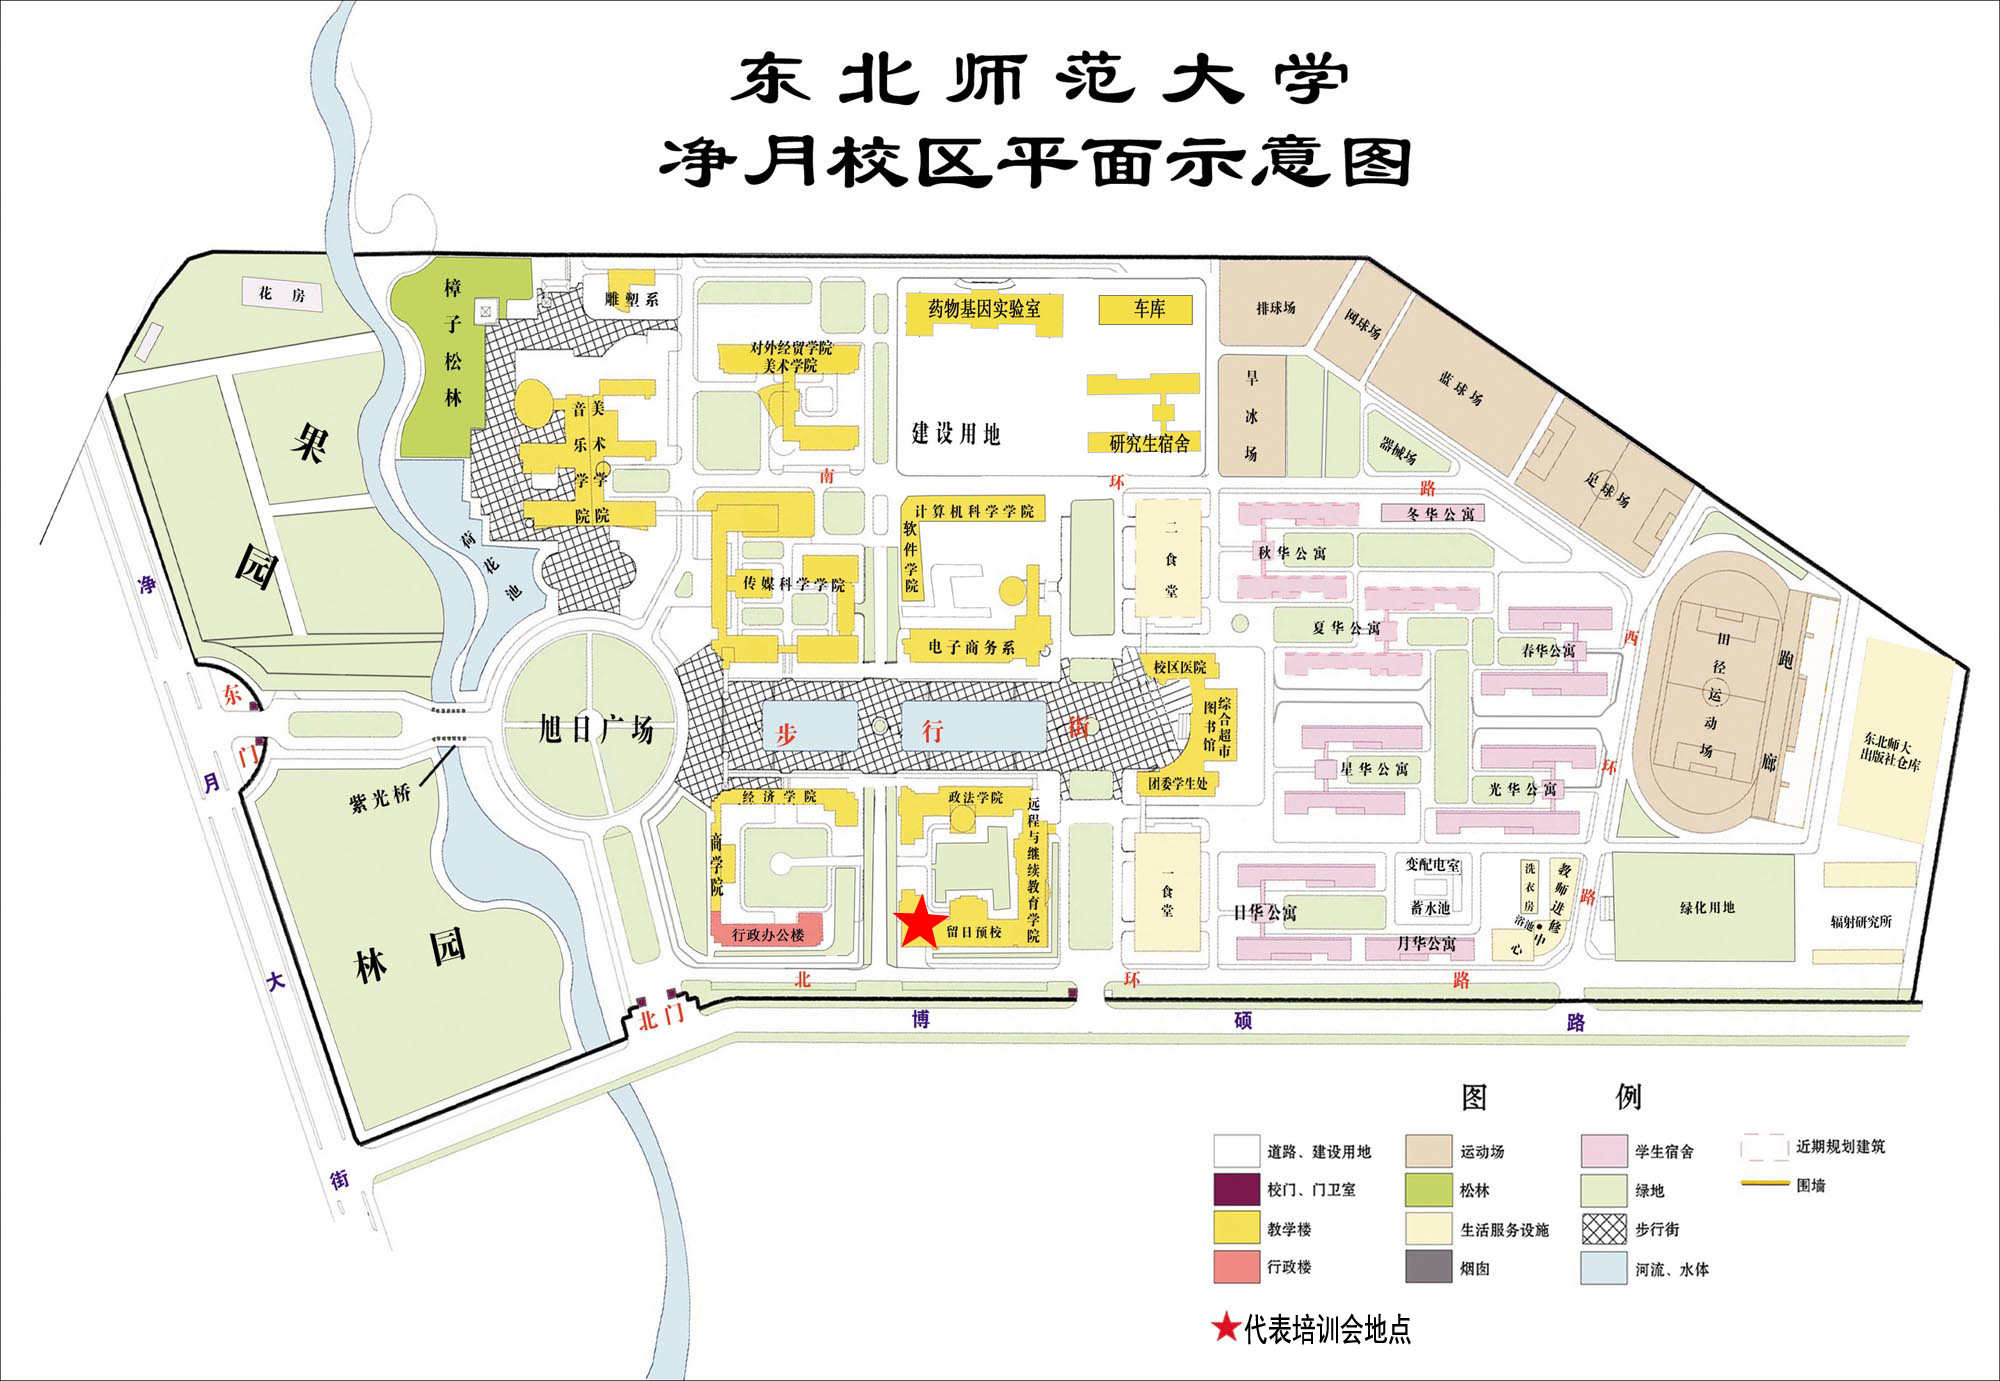 东北师范大学
净月校区平面示意图
花房
樟子松林
雕塑系
药物基因实验室
车库
排球场
网球场
蓝球场
足球场
旱冰场
器械场
对外经贸学院
美术学院
音乐学院
美术学院
建设用地
研究生宿舍
果园
南环路
计算机科学学院
软件学院
冬华公寓
秋华公寓
二食堂
荷花池
传媒科学学院
电子商务系
夏华公寓
春华公寓
西环路
田径运动场
跑廊
东北师大
出版社仓库
净月大街
东门
紫光桥
旭日广场
步行街
校区医院
图书馆
综合超市
团委学生处
星华公寓
光华公寓
经济学院
商学院
行政办公楼
政法学院
远程与继续教育学院
留日预校
一食堂
日华公寓
变配电室
蓄水池
月华公寓
洗衣房
浴池
教师进修中心
绿化用地
辐射研究所
林园
北门
北环路
博硕路
图例
道路、建设用地
校门、门卫室
教学楼
行政楼
运动场
松林
生活服务设施
烟囱
学生宿舍
绿地
步行街
河流、水体
近期规划建筑
围墙
代表培训会地点